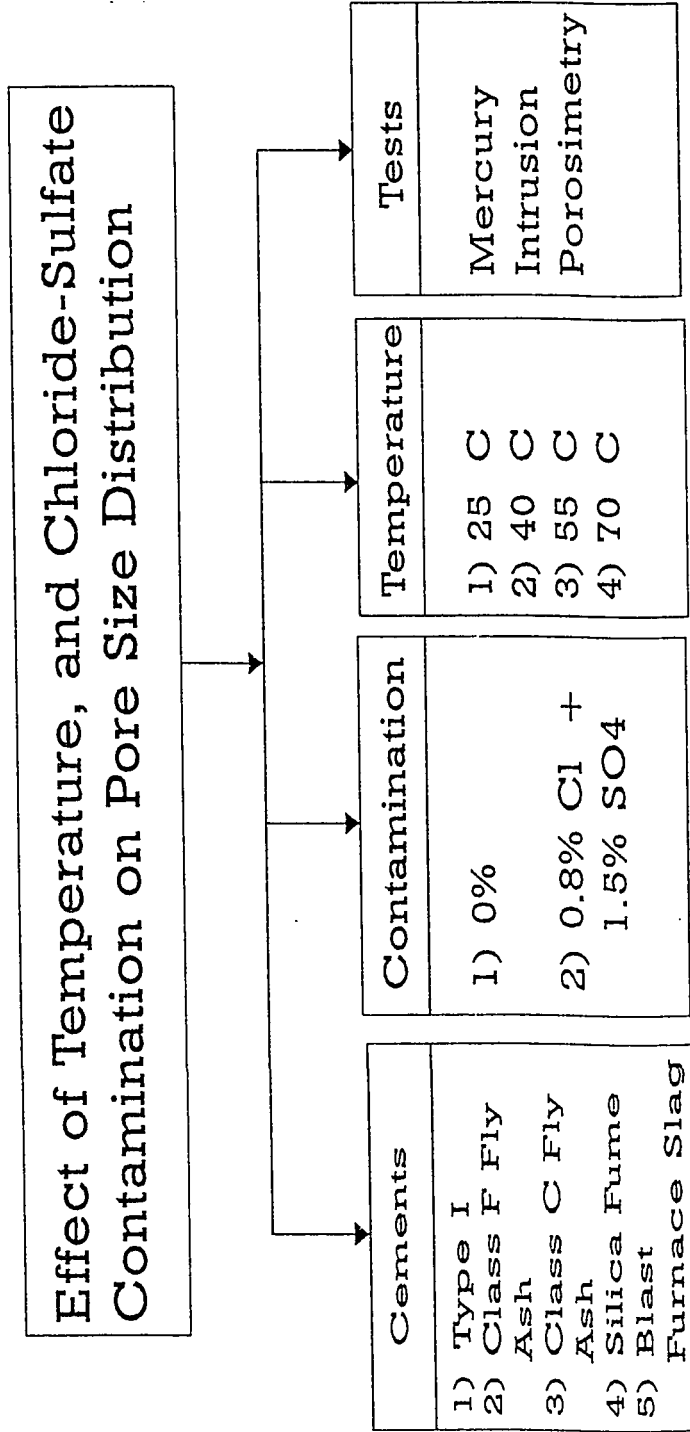 Effect of Temperature, and Chloride-Sulfate
Contamination on Pore Size Distribution
Cements
1) Type I
2) Class F Fly
Ash
3) Class C Fly
Ash
4) Silica Fume
5) Blast
Furnace Slag
Contamination
1) 0%
2) 0.8% Cl +
1.5% SO4
Temperature
1) 25 C
2) 40 C
3) 55 C
4) 70 C
Tests
Mercury
Intrusion
Porosimetry